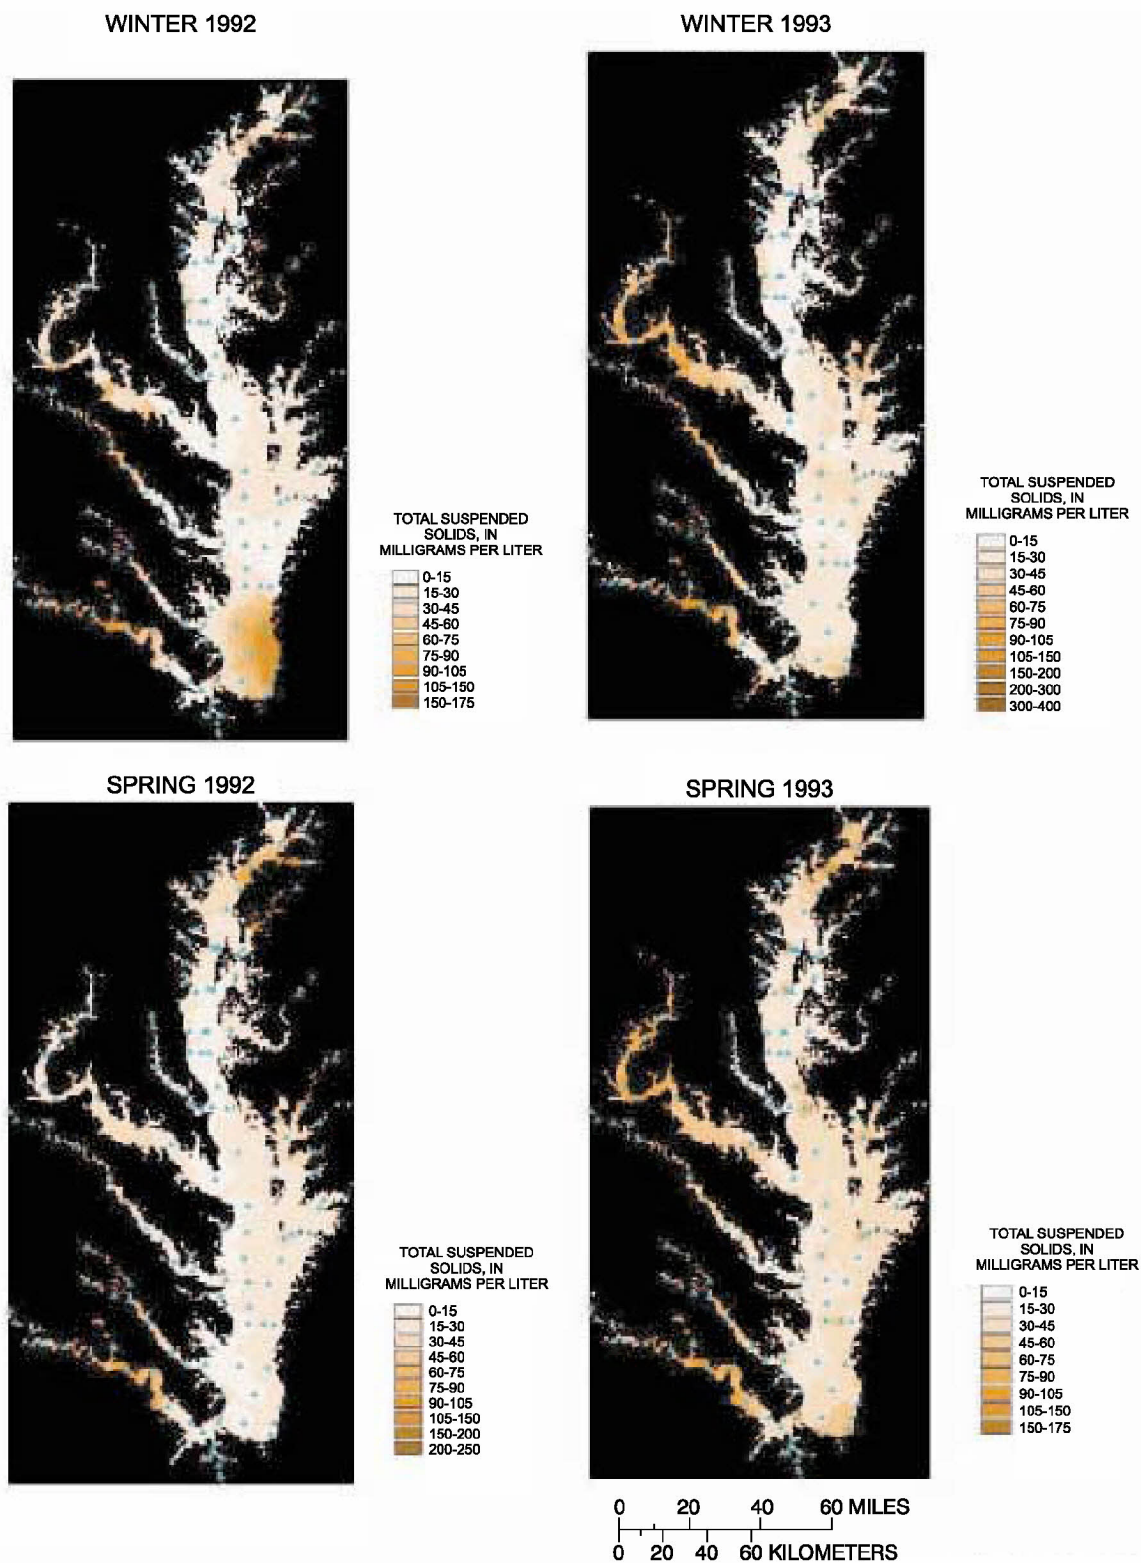 WINTER 1992
WINTER 1993
TOTAL SUSPENDED
SOLIDS, IN
MILLIGRAMS PER LITER
0-15
15-30
30-45
45-60
60-75
75-90
90-105
105-150
150-175
TOTAL SUSPENDED
SOLIDS, IN
MILLIGRAMS PER LITER
0-15
15-30
30-45
45-60
60-75
75-90
90-105
105-150
150-200
200-300
300-400
SPRING 1992
SPRING 1993
TOTAL SUSPENDED
SOLIDS, IN
MILLIGRAMS PER LITER
0-15
15-30
30-45
45-60
60-75
75-90
90-105
105-150
150-200
200-250
TOTAL SUSPENDED
SOLIDS, IN
MILLIGRAMS PER LITER
0-15
15-30
30-45
45-60
60-75
75-90
90-105
105-150
150-175
0 20 40 60 MILES
0 20 40 60 KILOMETERS